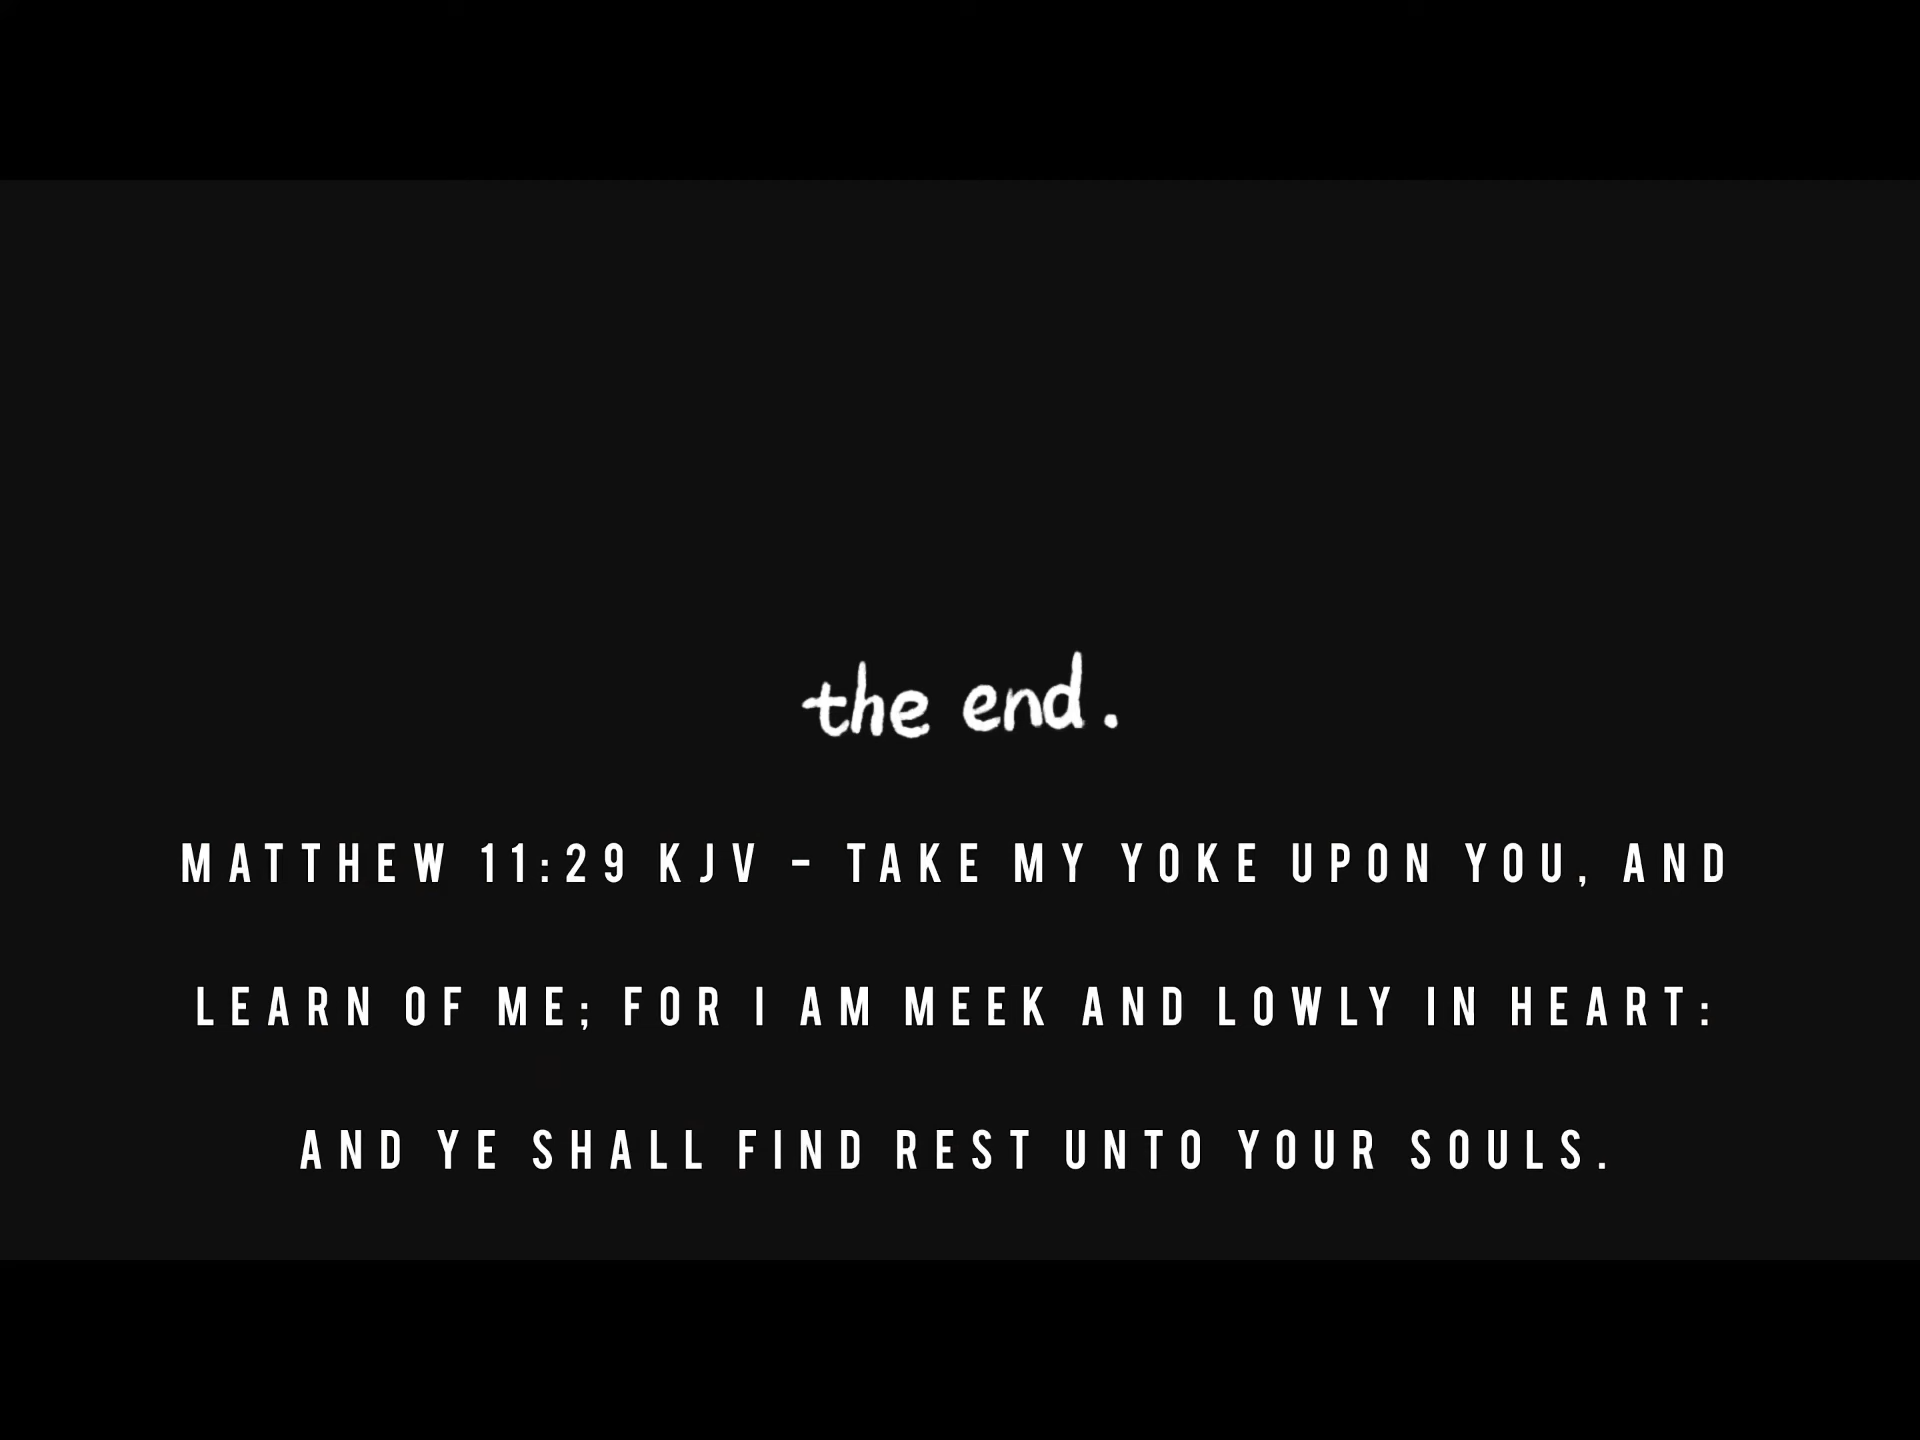 the end.
MATTHEW 11:29 KJV - TAKE MY YOKE UPON YOU, AND
LEARN OF ME; FOR I AM MEEK AND LOWLY IN HEART:
AND YE SHALL FIND REST UNTO YOUR SOULS.